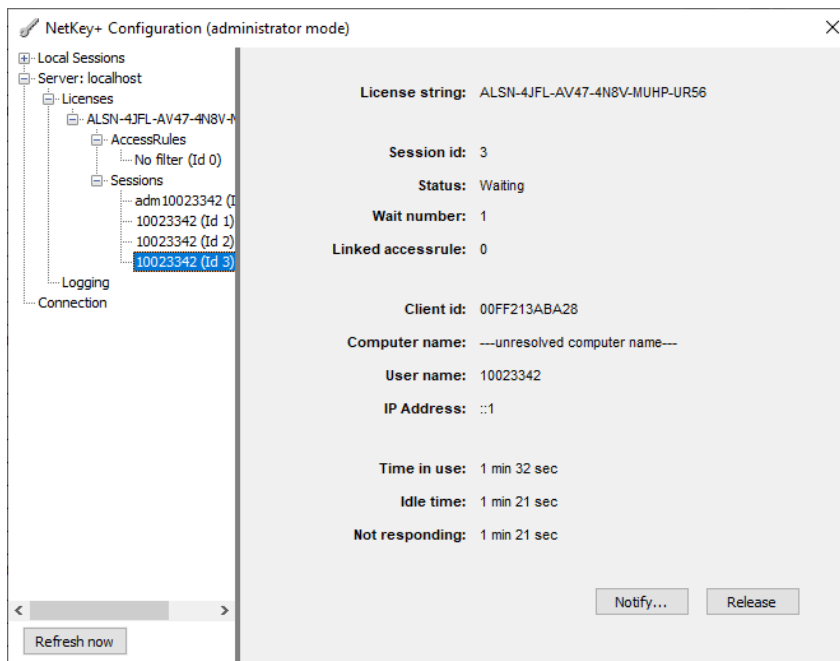 NetKey+ Configuration (administrator mode)
Local Sessions
Server: localhost
Licenses
ALSN-4JFL-AV47-4N8V-M
AccessRules
No filter (Id 0)
Sessions
adm10023342 (I
10023342 (Id 1)
10023342 (Id 2)
10023342 (Id 3)
Logging
Connection
Refresh now
License string: ALSN-4JFL-AV47-4N8V-MUHP-UR56
Session id: 3
Status: Waiting
Wait number: 1
Linked accessrule: 0
Client id: 00FF213ABA28
Computer name: ---unresolved computer name---
User name: 10023342
IP Address: ::1
Time in use: 1 min 32 sec
Idle time: 1 min 21 sec
Not responding: 1 min 21 sec
Notify... Release